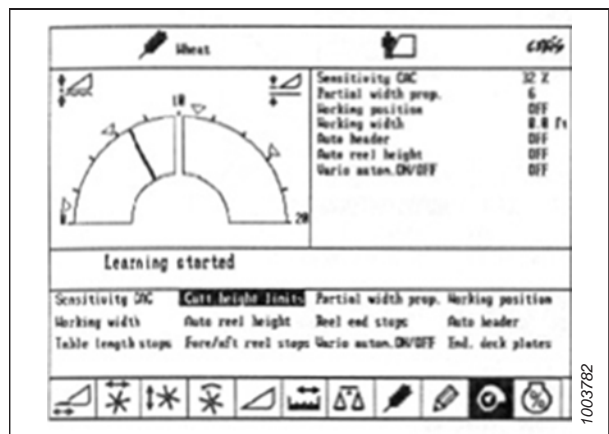 Wheat
CEBIS
Sensitivity CAC 32 %
Partial width prop. 6
Working position OFF
Working width 0.0 ft
Auto header OFF
Auto reel height OFF
Vario autom.ON/OFF OFF
10
0
20
Learning started
Sensitivity CAC Cutt.height limits Partial width prop. Working position
Working width Auto reel height Reel end stops Auto header
Table length stops Fore/aft reel stops Vario autom.ON/OFF End. deck plates
%
1003782